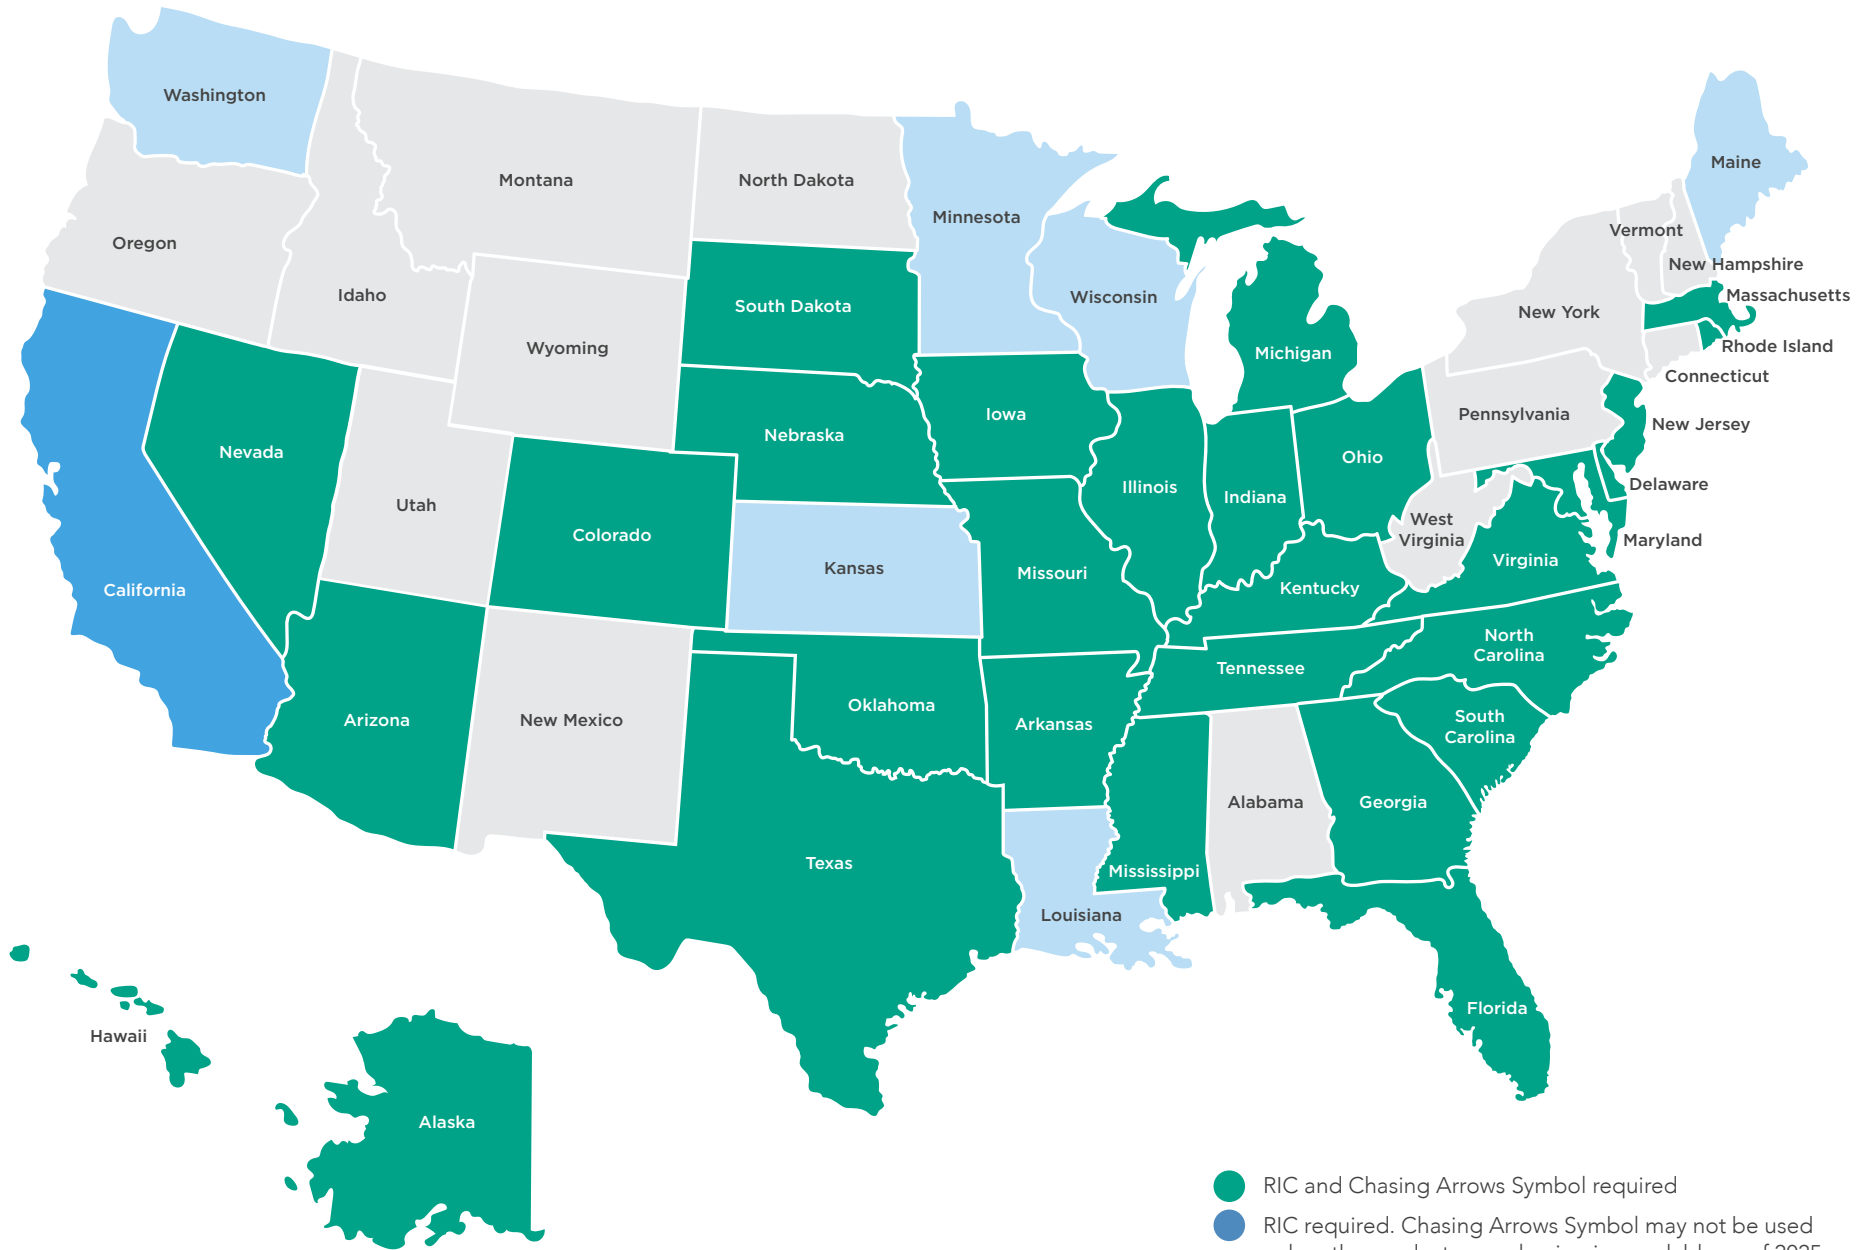 Washington
Oregon
California
Nevada
Idaho
Montana
Wyoming
Utah
Arizona
Colorado
New Mexico
North Dakota
South Dakota
Nebraska
Kansas
Oklahoma
Texas
Minnesota
Iowa
Missouri
Arkansas
Louisiana
Wisconsin
Illinois
Michigan
Indiana
Ohio
Kentucky
Tennessee
Mississippi
Alabama
Georgia
Florida
South
Carolina
North
Carolina
Virginia
West
Virginia
Pennsylvania
New York
Vermont
Maine
New Hampshire
Massachusetts
Rhode Island
Connecticut
New Jersey
Delaware
Maryland
Hawaii
Alaska
RIC and Chasing Arrows Symbol required
RIC required. Chasing Arrows Symbol may not be used